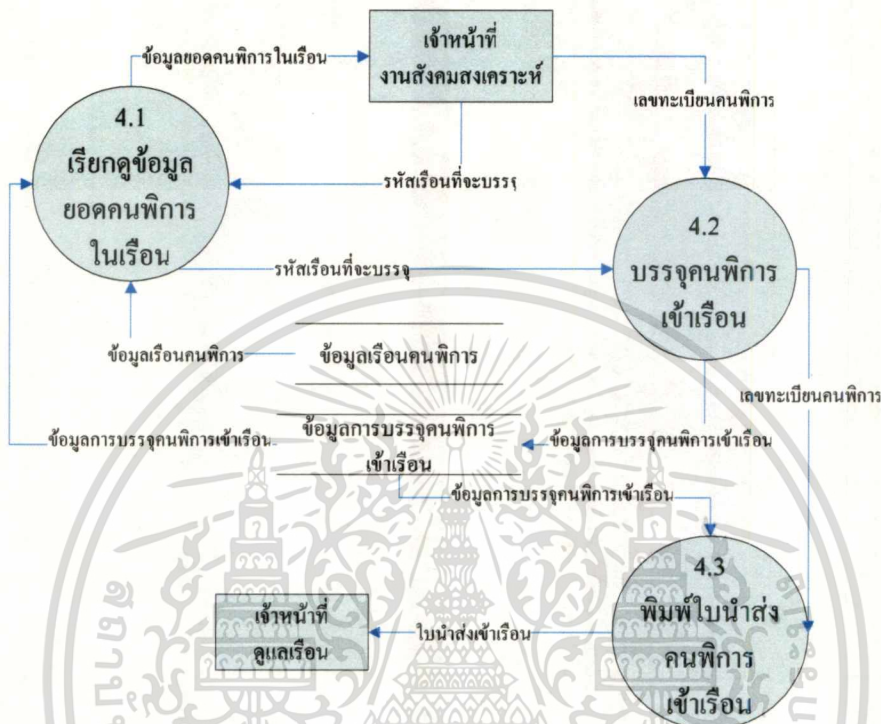 ข้อมูลยอดคนพิการในเรือน
เจ้าหน้าที่
งานสังคมสงเคราะห์
เลขทะเบียนคนพิการ
4.1
เรียกดูข้อมูล
ยอดคนพิการ
ในเรือน
รหัสเรือนที่จะบรรจุ
4.2
บรรจุคนพิการ
เข้าเรือน
รหัสเรือนที่จะบรรจุ
ข้อมูลเรือนคนพิการ
ข้อมูลเรือนคนพิการ
เลขทะเบียนคนพิการ
ข้อมูลการบรรจุคนพิการเข้าเรือน
ข้อมูลการบรรจุคนพิการ
เข้าเรือน
ข้อมูลการบรรจุคนพิการเข้าเรือน
ข้อมูลการบรรจุคนพิการเข้าเรือน
4.3
พิมพ์ใบนำส่ง
คนพิการ
เข้าเรือน
เจ้าหน้าที่
ดูแลเรือน
ใบนำส่งเข้าเรือน